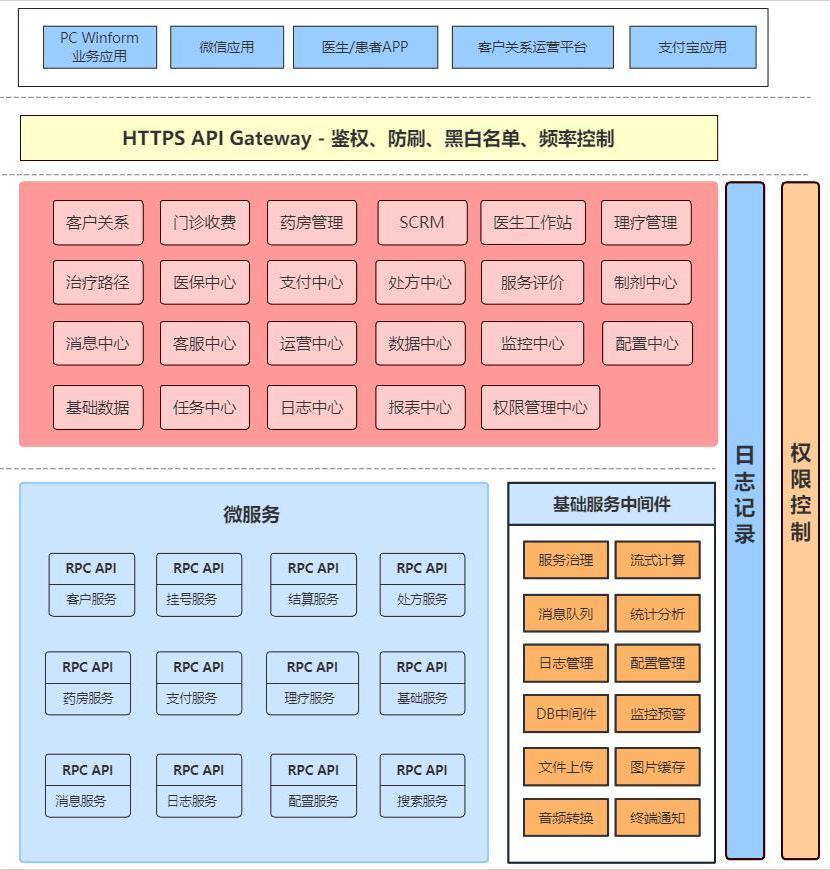 PC Winform
业务应用
微信应用
医生/患者APP
客户关系运营平台
支付宝应用
HTTPS API Gateway - 鉴权、防刷、黑白名单、频率控制
客户关系
门诊收费
药房管理
SCRM
医生工作站
理疗管理
治疗路径
医保中心
支付中心
处方中心
服务评价
制剂中心
消息中心
客服中心
运营中心
数据中心
监控中心
配置中心
基础数据
任务中心
日志中心
报表中心
权限管理中心
微服务
RPC API
客户服务
RPC API
挂号服务
RPC API
结算服务
RPC API
处方服务
RPC API
药房服务
RPC API
支付服务
RPC API
理疗服务
RPC API
基础服务
RPC API
消息服务
RPC API
日志服务
RPC API
配置服务
RPC API
搜索服务
基础服务中间件
服务治理
流式计算
消息队列
统计分析
日志管理
配置管理
DB中间件
监控预警
文件上传
图片缓存
音频转换
终端通知
日志记录
权限控制